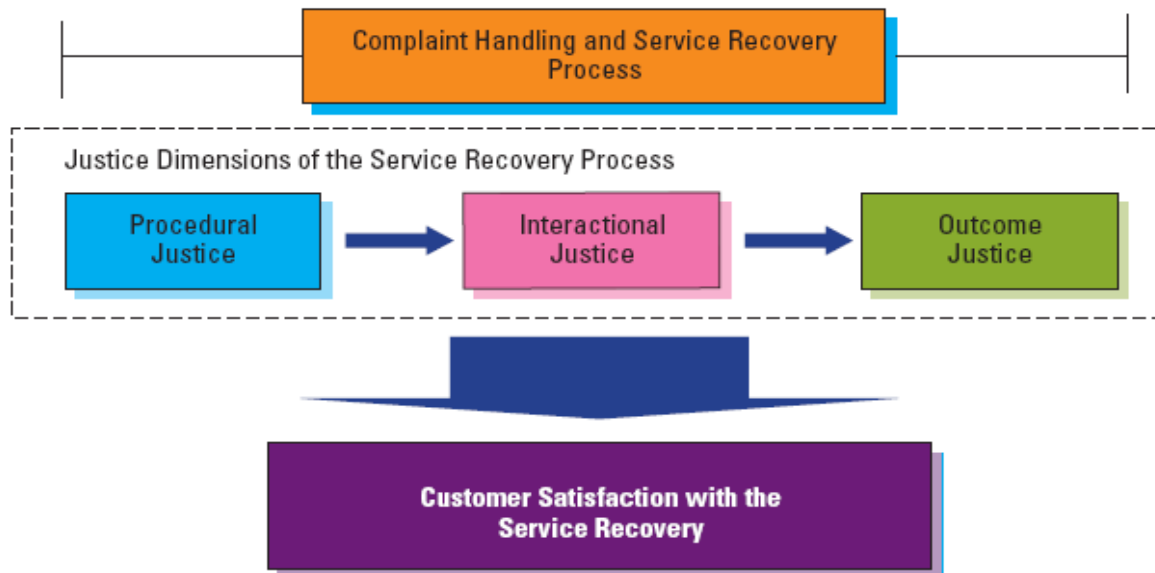 Complaint Handling and Service Recovery
Process
Justice Dimensions of the Service Recovery Process
Procedural
Justice
Interactional
Justice
Outcome
Justice
Customer Satisfaction with the
Service Recovery